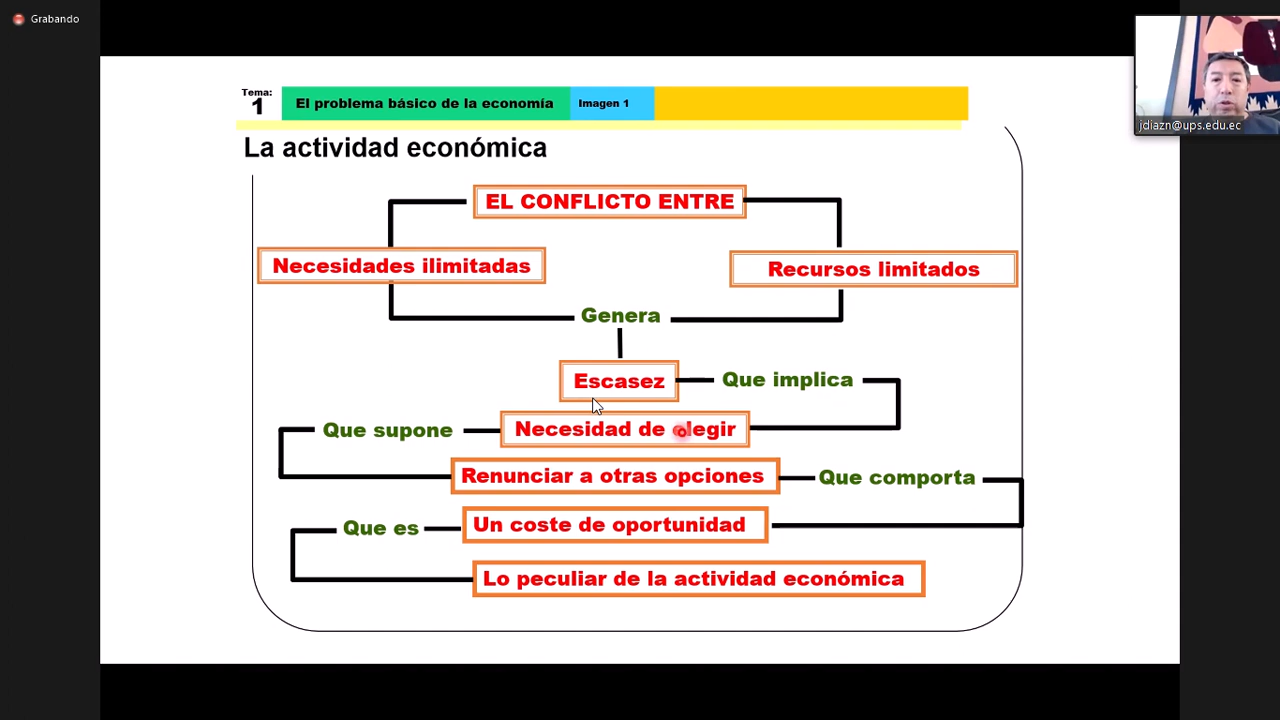 Grabando
jdiazn@ups.edu.ec
Tema:
1
El problema básico de la economía
Imagen 1
La actividad económica
EL CONFLICTO ENTRE
Necesidades ilimitadas
Recursos limitados
Genera
Escasez
Que implica
Que supone
Necesidad de elegir
Renunciar a otras opciones
Que comporta
Que es
Un coste de oportunidad
Lo peculiar de la actividad económica